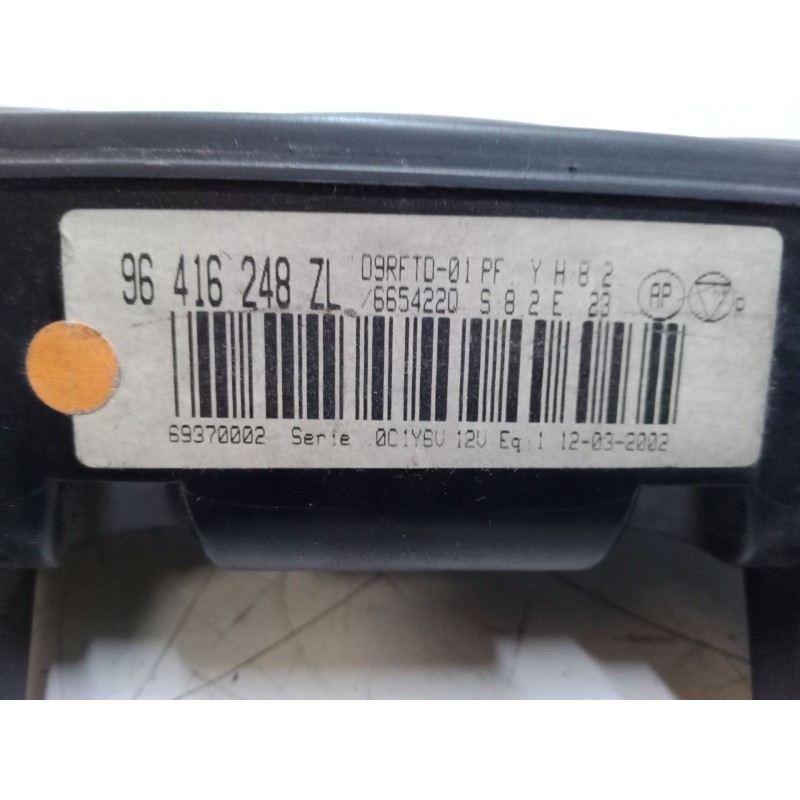 96 416 248 ZL 09RFTD-01 PF. Y H 8 2
/6654220 S 8 2 E 23 AP P
69370002 Serie .0C1Y6V 12V Eq 1 12-03-2002